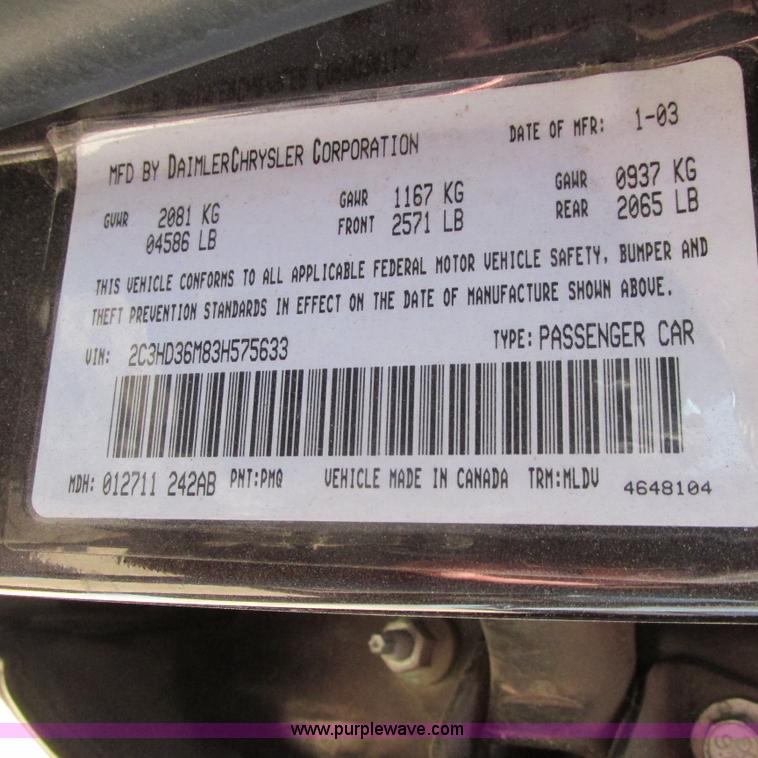 MFD BY DAIMLERCHRYSLER CORPORATION DATE OF MFR: 1-03
GVWR 2081 KG GAWR 1167 KG GAWR 0937 KG
04586 LB FRONT 2571 LB REAR 2065 LB
THIS VEHICLE CONFORMS TO ALL APPLICABLE FEDERAL MOTOR VEHICLE SAFETY, BUMPER AND
THEFT PREVENTION STANDARDS IN EFFECT ON THE DATE OF MANUFACTURE SHOWN ABOVE.
VIN: 2C3HD36M83H575633 TYPE: PASSENGER CAR
MDH: 012711 242AB PNT:PMQ VEHICLE MADE IN CANADA TRM:MLDV 4648104
www.purplewave.com